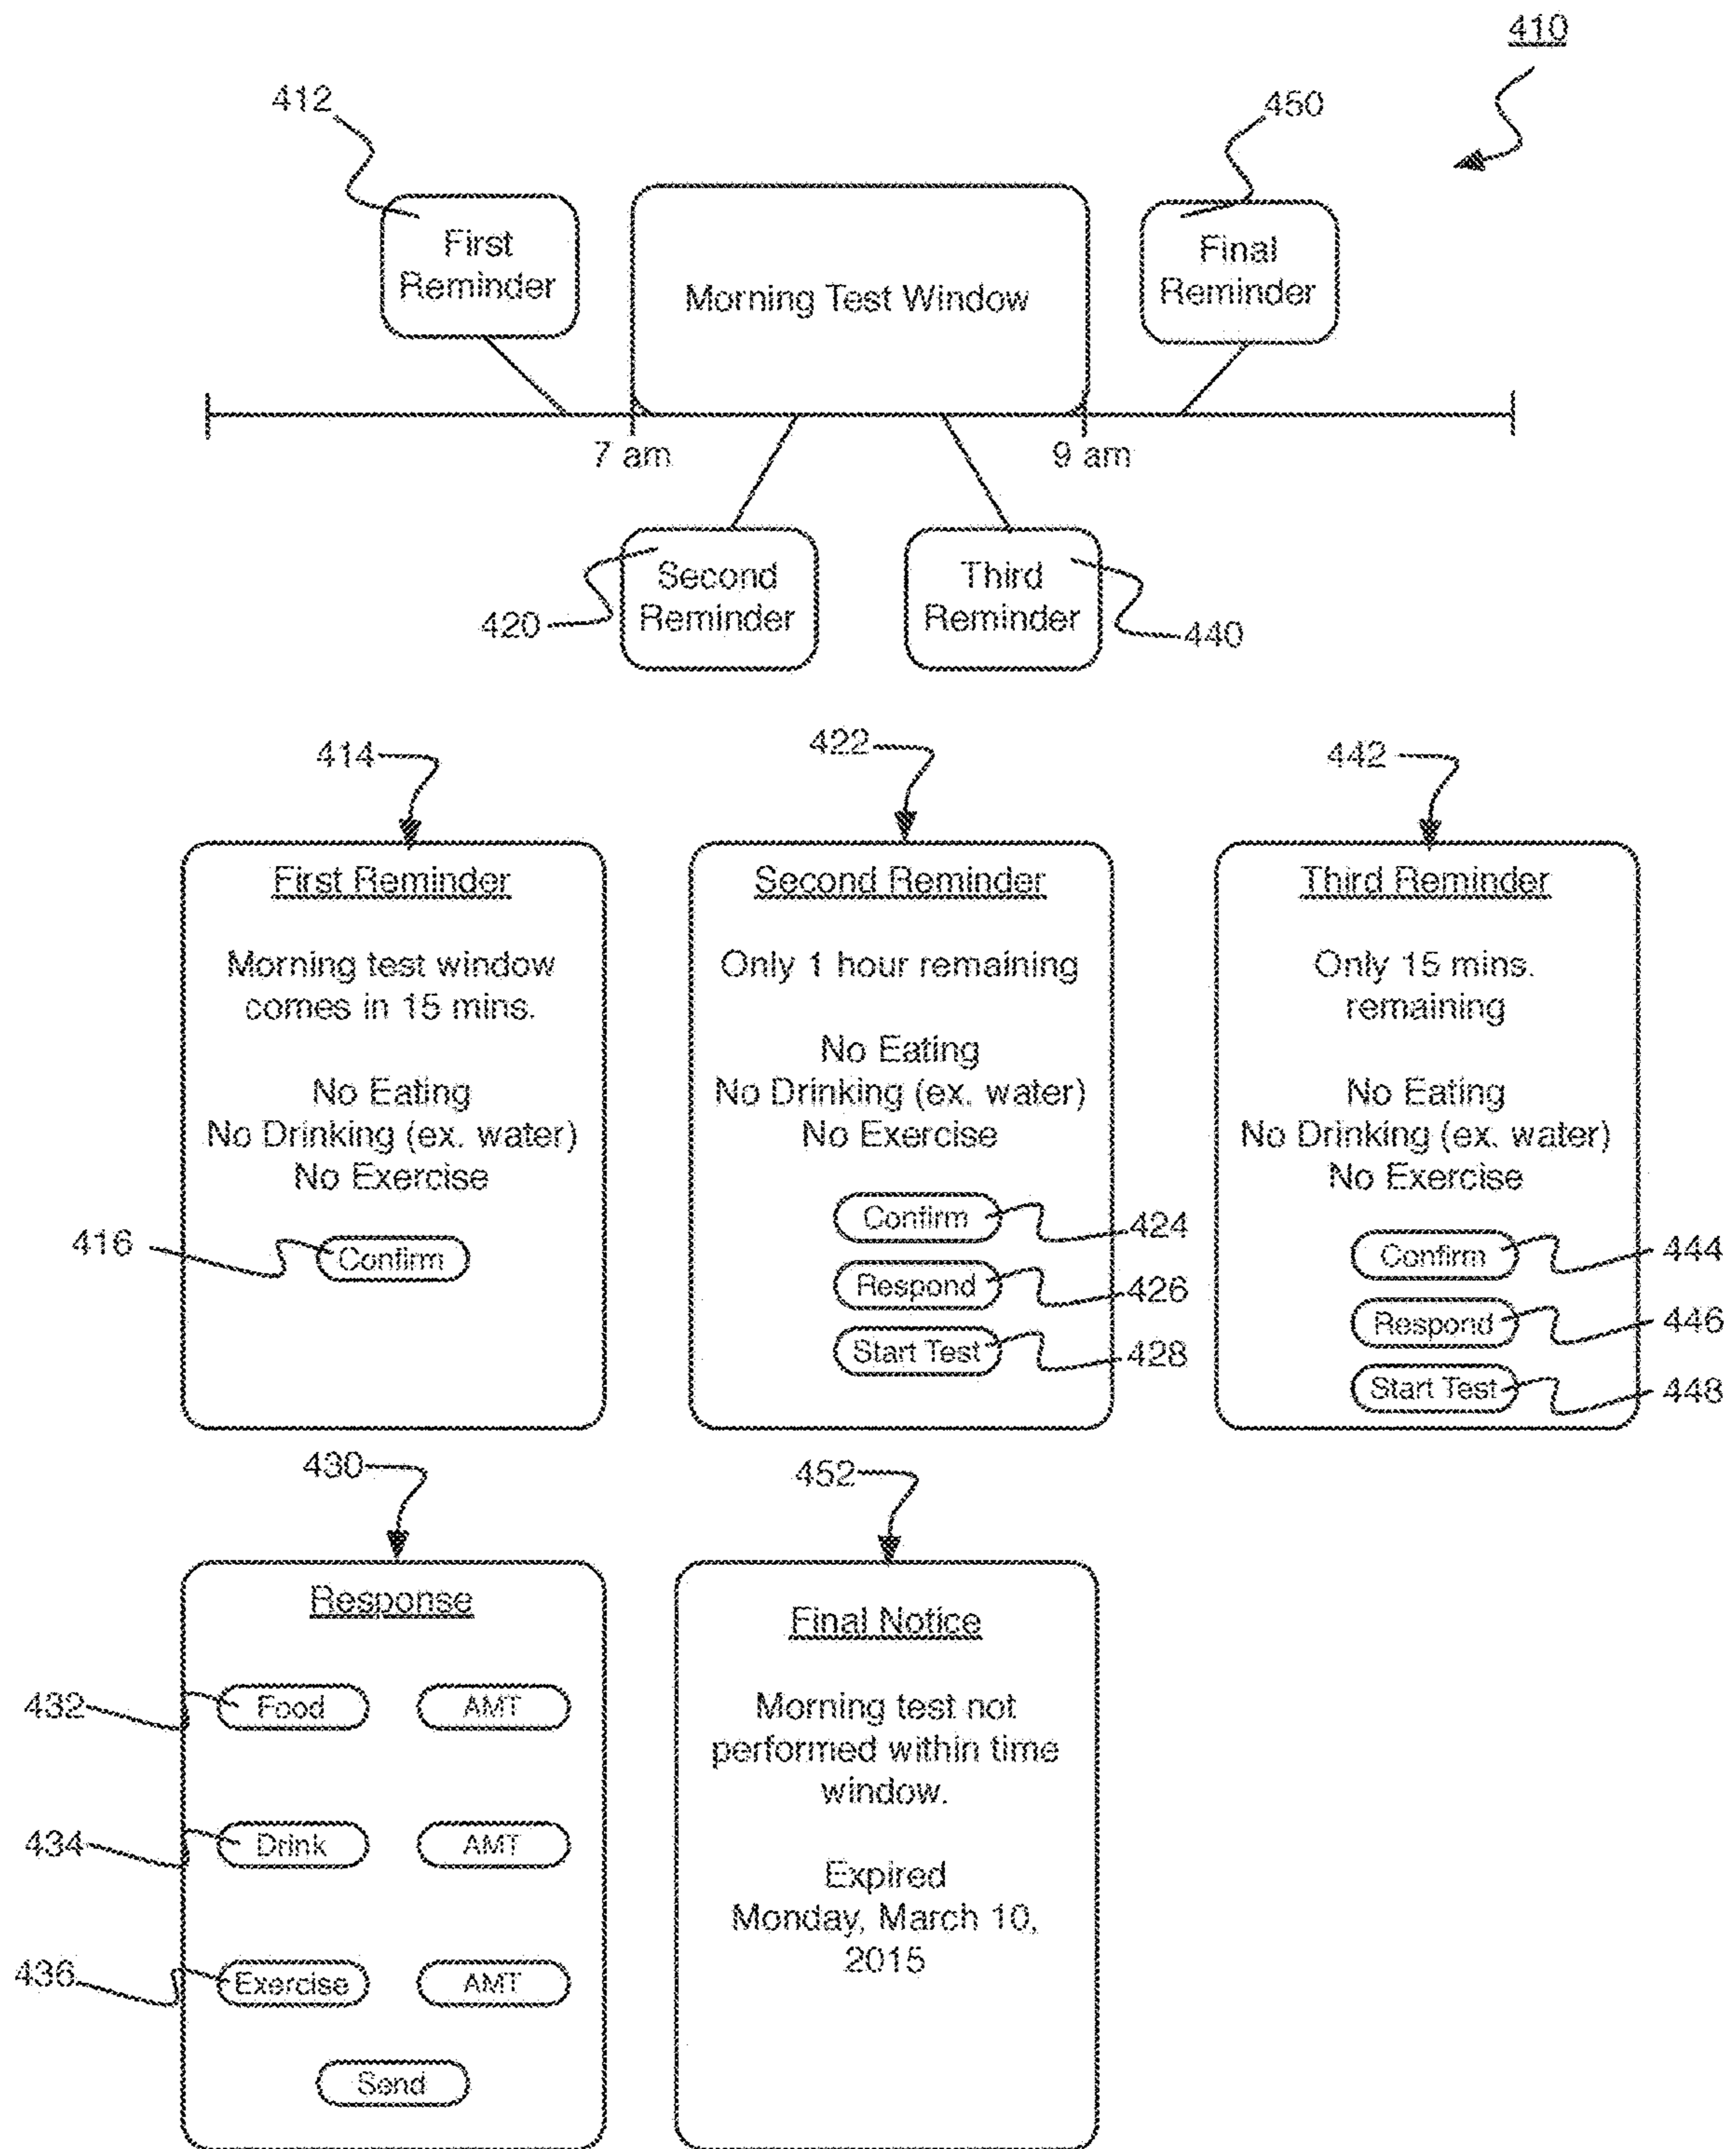 410
412
450
First
Reminder
Morning Test Window
Final
Reminder
7 am
9 am
Second
Reminder
Third
Reminder
420
440
414
422
442
First Reminder
Morning test window
comes in 15 mins.
No Eating
No Drinking (ex. water)
No Exercise
416
Confirm
Second Reminder
Only 1 hour remaining
No Eating
No Drinking (ex. water)
No Exercise
Confirm
424
Respond
426
Start Test
428
Third Reminder
Only 15 mins.
remaining
No Eating
No Drinking (ex. water)
No Exercise
Confirm
444
Respond
446
Start Test
448
430
452
Response
432
Food
AMT
434
Drink
AMT
436
Exercise
AMT
Send
Final Notice
Morning test not
performed within time
window.
Expired
Monday, March 10,
2015